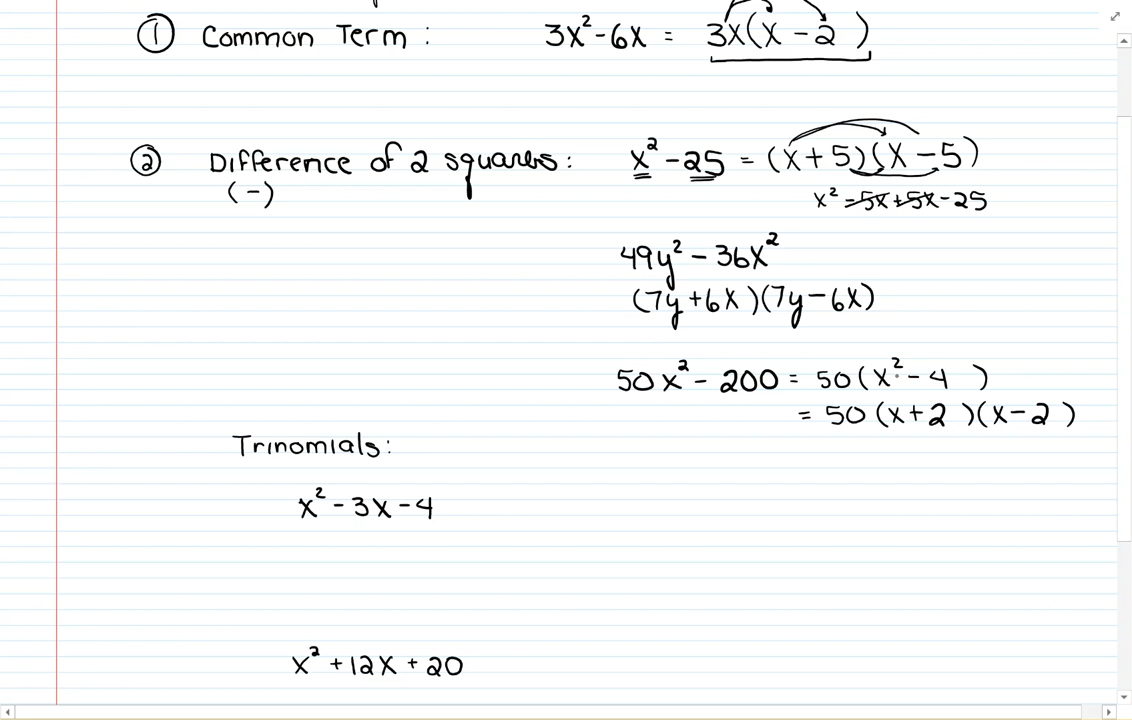 ① Common Term : 3x² - 6x = 3x(x - 2 )
② Difference of 2 squares : x² - 25 = (x + 5)(x - 5)
(-)
x² - 5x + 5x - 25
49y² - 36x²
(7y + 6x )(7y - 6x)
50x² - 200 = 50(x² - 4 )
= 50(x + 2 )(x - 2 )
Trinomials:
x² - 3x - 4
x² + 12x + 20